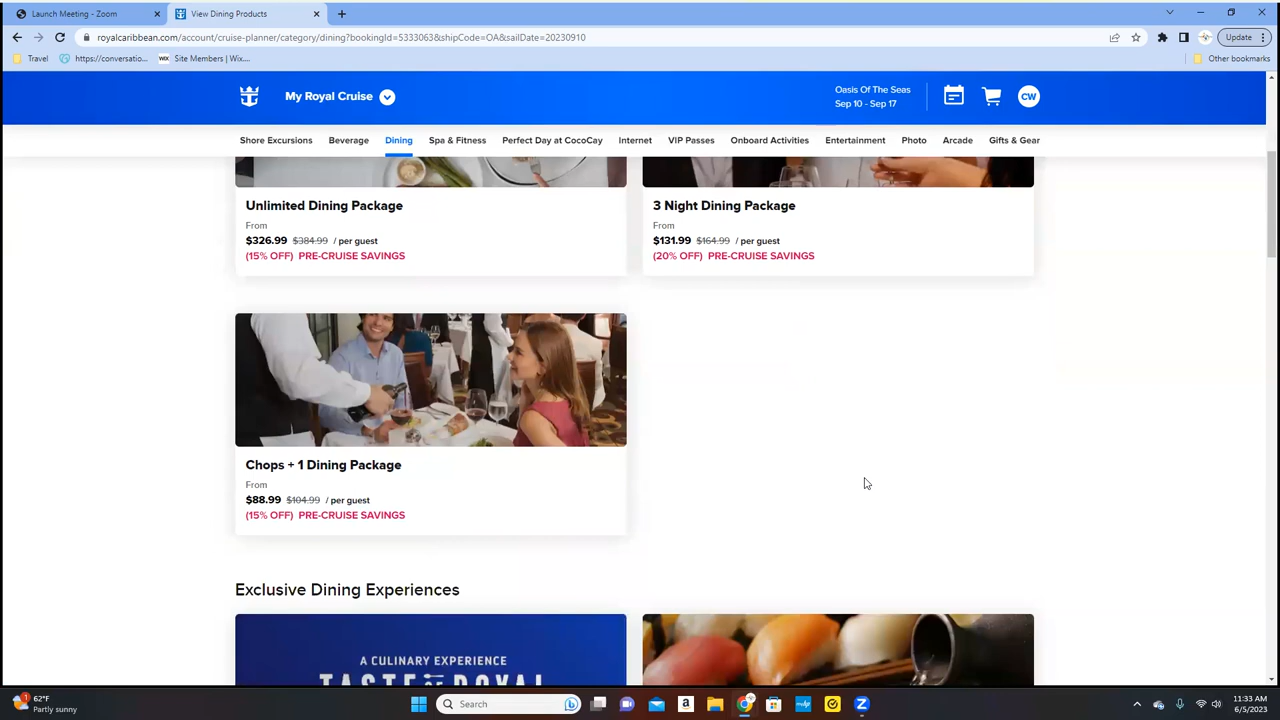 Launch Meeting - Zoom
View Dining Products
royalcaribbean.com/account/cruise-planner/category/dining?bookingId=5333063&shipCode=OA&sailDate=20230910
Update
Travel
https://conversatio...
WIX Site Members | Wix....
Other bookmarks
My Royal Cruise
Oasis Of The Seas
Sep 10 - Sep 17
CW
Shore Excursions
Beverage
Dining
Spa & Fitness
Perfect Day at CocoCay
Internet
VIP Passes
Onboard Activities
Entertainment
Photo
Arcade
Gifts & Gear
Unlimited Dining Package
From
$326.99 $384.99 / per guest
(15% OFF) PRE-CRUISE SAVINGS
3 Night Dining Package
From
$131.99 $164.99 / per guest
(20% OFF) PRE-CRUISE SAVINGS
Chops + 1 Dining Package
From
$88.99 $104.99 / per guest
(15% OFF) PRE-CRUISE SAVINGS
Exclusive Dining Experiences
A CULINARY EXPERIENCE
TASTE of ROYAL
1
62°F
Partly sunny
Search
11:33 AM
6/5/2023